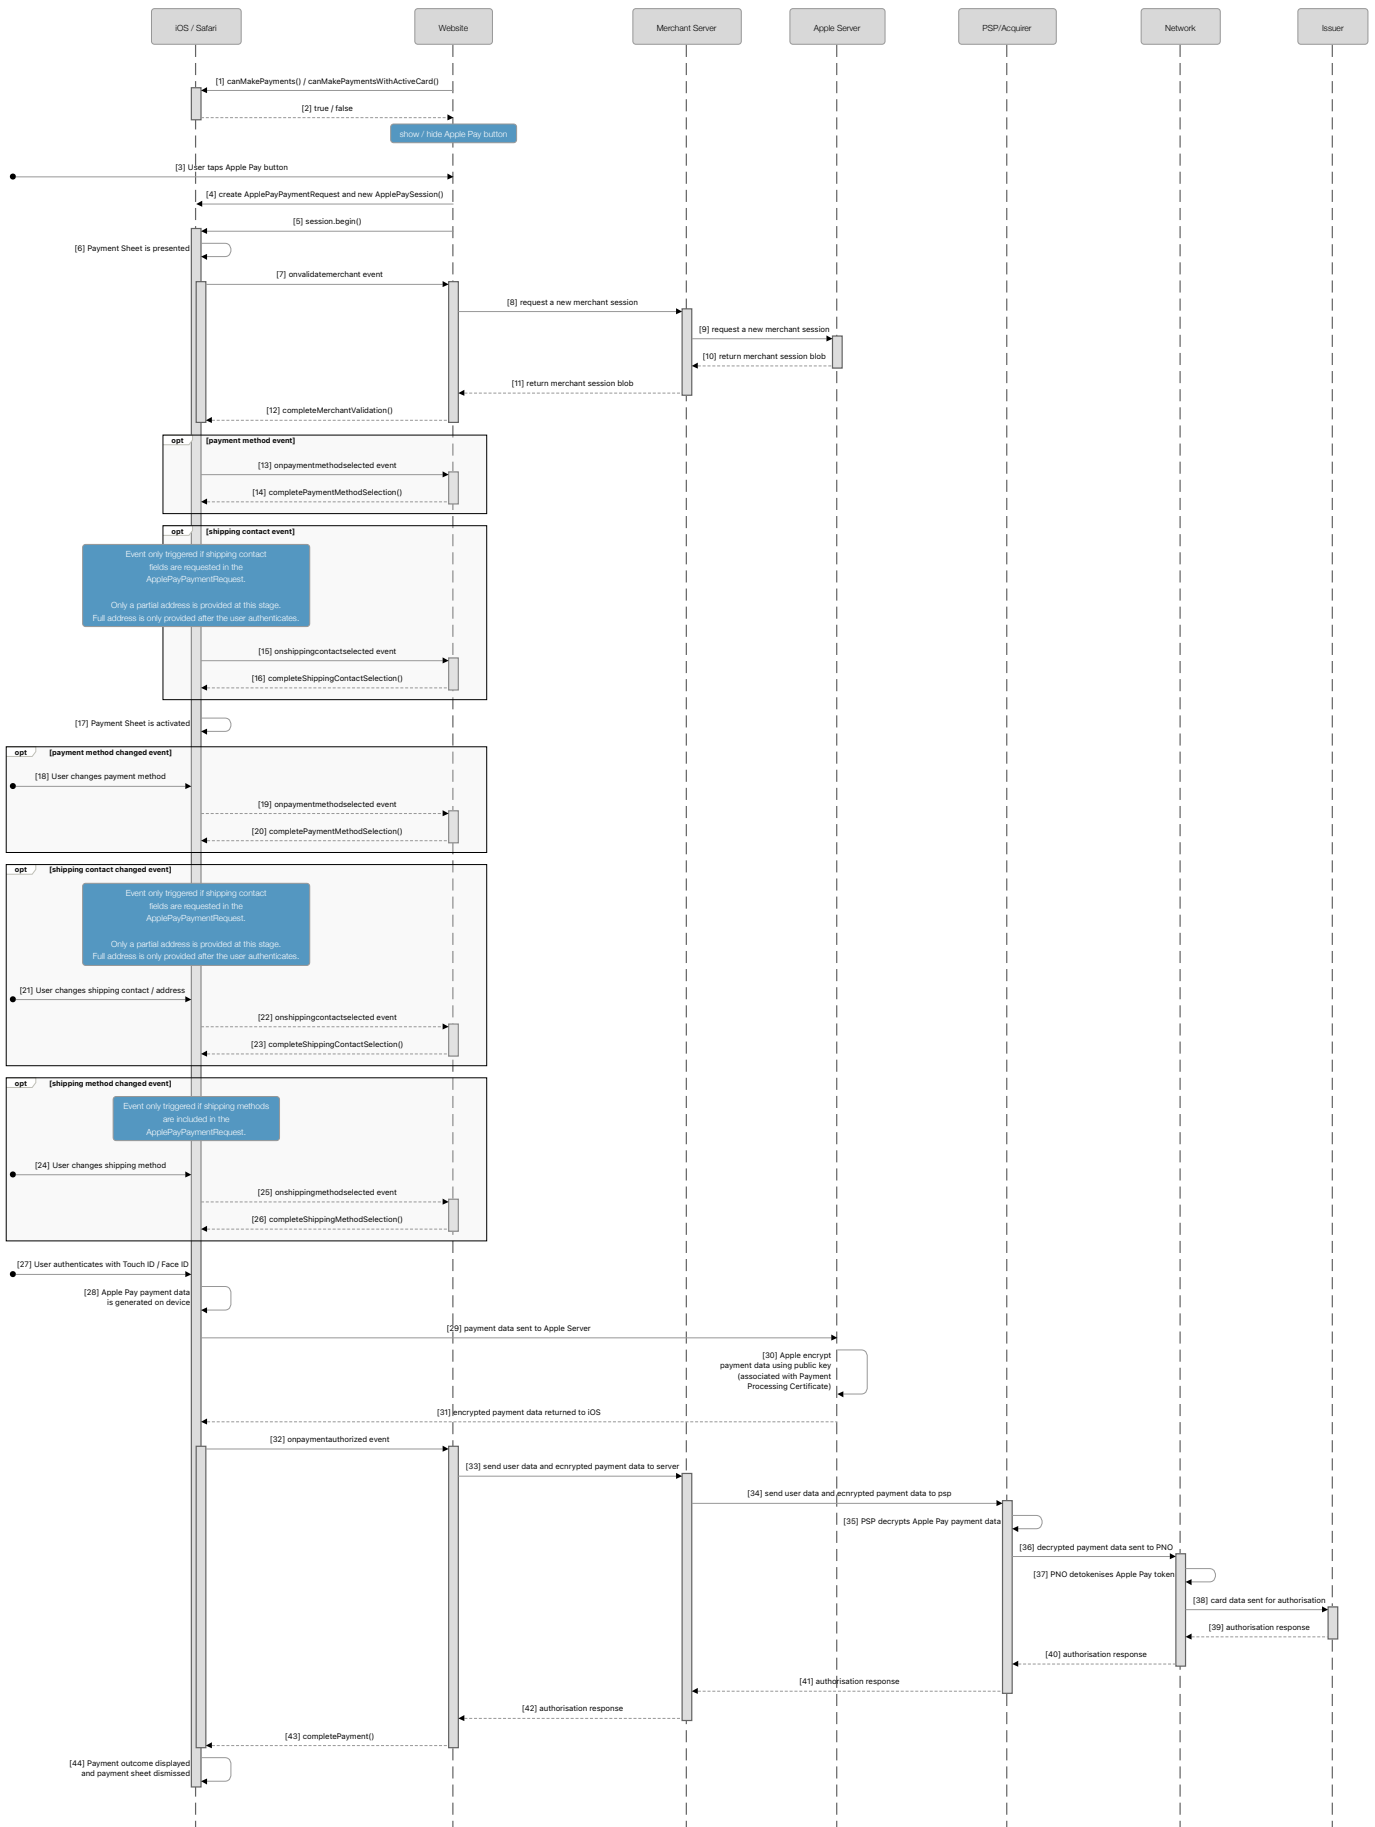 iOS / Safari
Website
Merchant Server
Apple Server
PSP/Acquirer
Network
Issuer
[1] canMakePayments() / canMakePaymentsWithActiveCard()
[2] true / false
show / hide Apple Pay button
[3] User taps Apple Pay button
[4] create ApplePayPaymentRequest and new ApplePaySession()
[5] session.begin()
[6] Payment Sheet is presented
[7] onvalidatemerchant event
[8] request a new merchant session
[9] request a new merchant session
[10] return merchant session blob
[11] return merchant session blob
[12] completeMerchantValidation()
opt [payment method event]
[13] onpaymentmethodselected event
[14] completePaymentMethodSelection()
opt [shipping contact event]
Event only triggered if shipping contact
fields are requested in the
ApplePayPaymentRequest.
Only a partial address is provided at this stage.
Full address is only provided after the user authenticates.
[15] onshippingcontactselected event
[16] completeShippingContactSelection()
[17] Payment Sheet is activated
opt [payment method changed event]
[18] User changes payment method
[19] onpaymentmethodselected event
[20] completePaymentMethodSelection()
opt [shipping contact changed event]
Event only triggered if shipping contact
fields are requested in the
ApplePayPaymentRequest.
Only a partial address is provided at this stage.
Full address is only provided after the user authenticates.
[21] User changes shipping contact / address
[22] onshippingcontactselected event
[23] completeShippingContactSelection()
opt [shipping method changed event]
Event only triggered if shipping methods
are included in the
ApplePayPaymentRequest.
[24] User changes shipping method
[25] onshippingmethodselected event
[26] completeShippingMethodSelection()
[27] User authenticates with Touch ID / Face ID
[28] Apple Pay payment data
is generated on device
[29] payment data sent to Apple Server
[30] Apple encrypt
payment data using public key
(associated with Payment
Processing Certificate)
[31] encrypted payment data returned to iOS
[32] onpaymentauthorized event
[33] send user data and ecnrypted payment data to server
[34] send user data and ecnrypted payment data to psp
[35] PSP decrypts Apple Pay payment data
[36] decrypted payment data sent to PNO
[37] PNO detokenises Apple Pay token
[38] card data sent for authorisation
[39] authorisation response
[40] authorisation response
[41] authorisation response
[42] authorisation response
[43] completePayment()
[44] Payment outcome displayed
and payment sheet dismissed